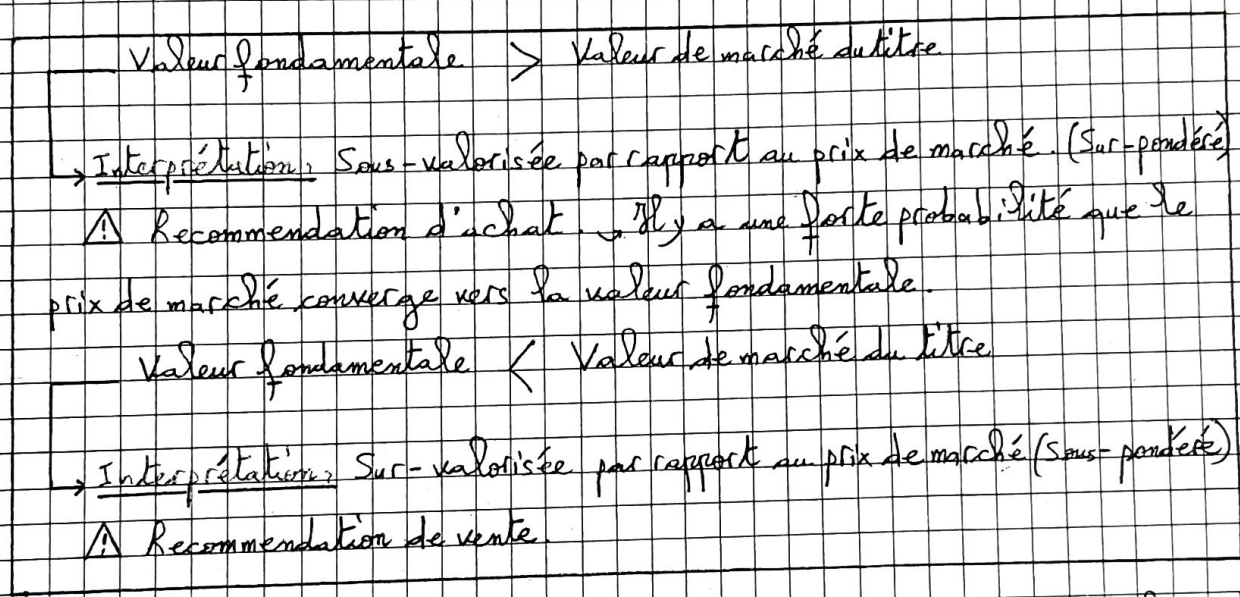 Valeur fondamentale > Valeur de marché du titre
Interprétation: Sous-valorisée par rapport au prix de marché. (Sur-pondéré)
⚠ Recommendation d'achat. → Il y a une forte probabilité que le
prix de marché converge vers la valeur fondamentale.
Valeur fondamentale < Valeur de marché du titre
Interprétation: Sur-valorisée par rapport au prix de marché (Sous-pondéré)
⚠ Recommendation de vente.